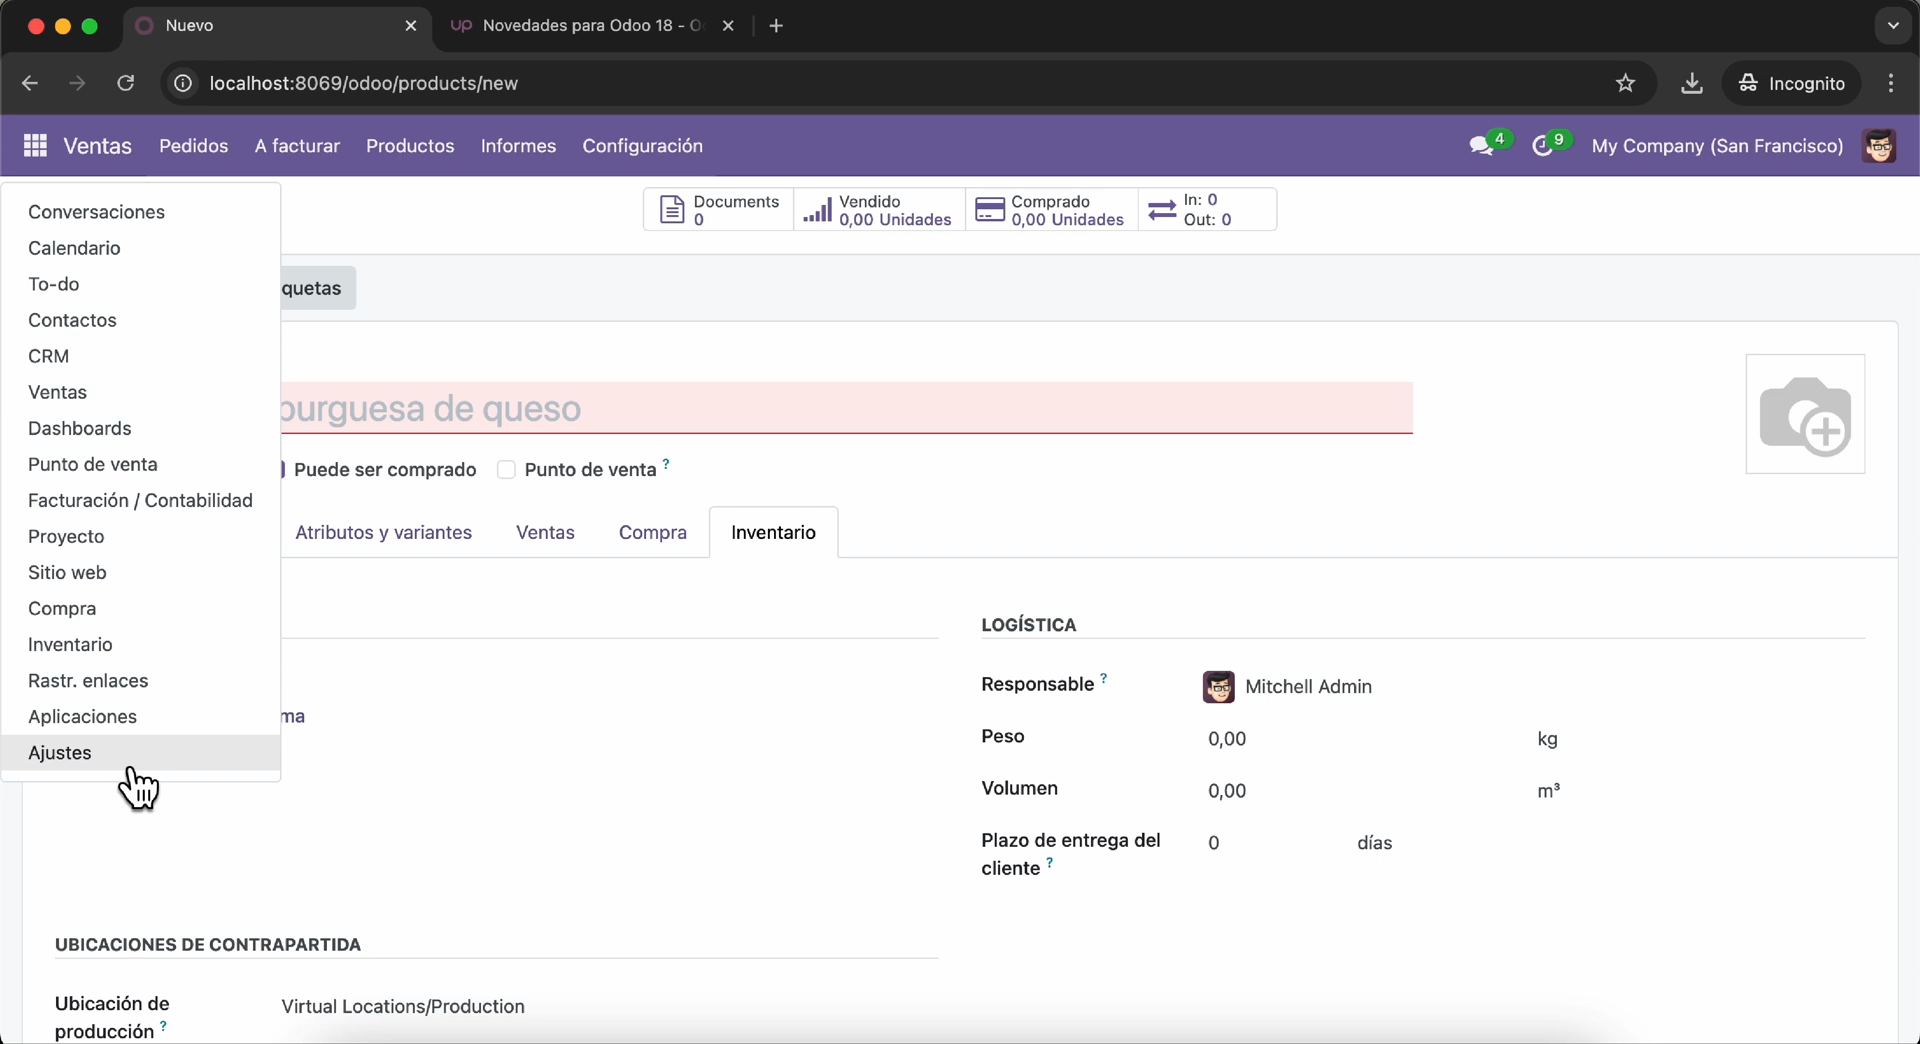 Nuevo
Novedades para Odoo 18 - O
localhost:8069/odoo/products/new
Incognito
Ventas
Pedidos
A facturar
Productos
Informes
Configuración
4
9
My Company (San Francisco)
Conversaciones
Calendario
To-do
Contactos
CRM
Ventas
Dashboards
Punto de venta
Facturación / Contabilidad
Proyecto
Sitio web
Compra
Inventario
Rastr. enlaces
Aplicaciones
Ajustes
Documents
0
Vendido
0,00 Unidades
Comprado
0,00 Unidades
In: 0
Out: 0
quetas
burguesa de queso
Puede ser comprado
Punto de venta ?
Atributos y variantes
Ventas
Compra
Inventario
ma
LOGÍSTICA
Responsable ?
Mitchell Admin
Peso
0,00
kg
Volumen
0,00
m³
Plazo de entrega del
cliente ?
0
días
UBICACIONES DE CONTRAPARTIDA
Ubicación de
producción ?
Virtual Locations/Production